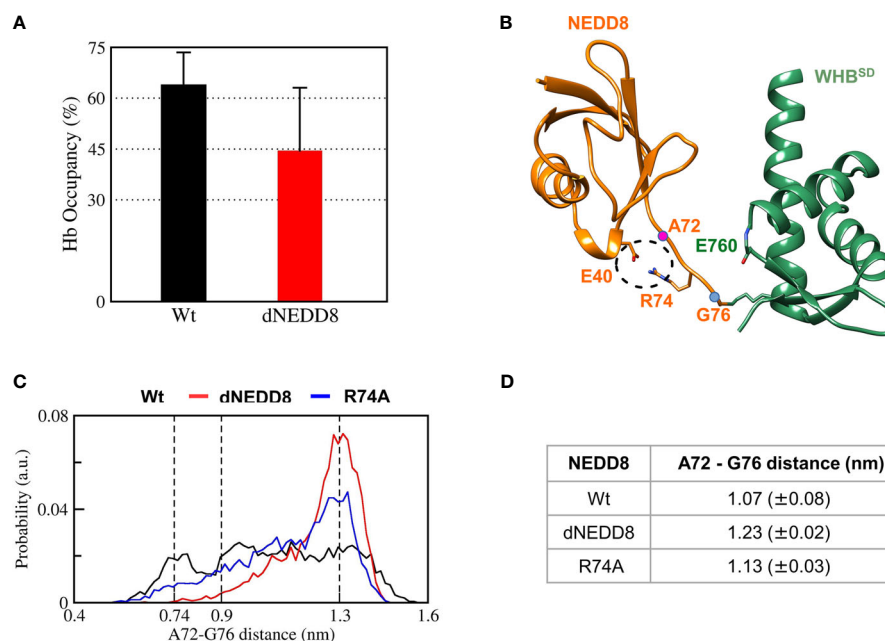 A
75
60
45
30
0
Hb Occupancy (%)
Wt dNEDD8
B
NEDD8
WHBSD
A72
E760
E40
R74
G76
C
Wt dNEDD8 R74A
0.08
0.04
0
Probability (a.u.)
0.4 0.74 0.9 1.3 1.6
A72-G76 distance (nm)
D
NEDD8 A72 - G76 distance (nm)
Wt 1.07 (±0.08)
dNEDD8 1.23 (±0.02)
R74A 1.13 (±0.03)